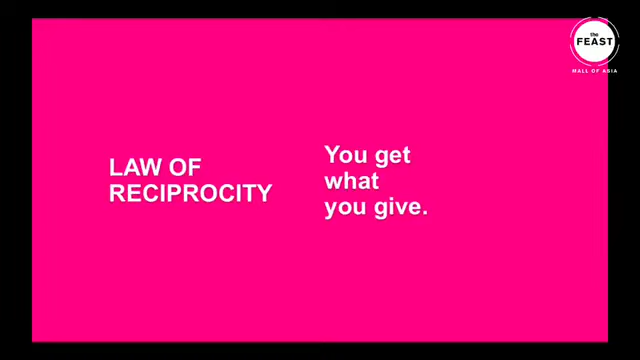 the
FEAST
MALL OF ASIA
LAW OF
RECIPROCITY
You get
what
you give.